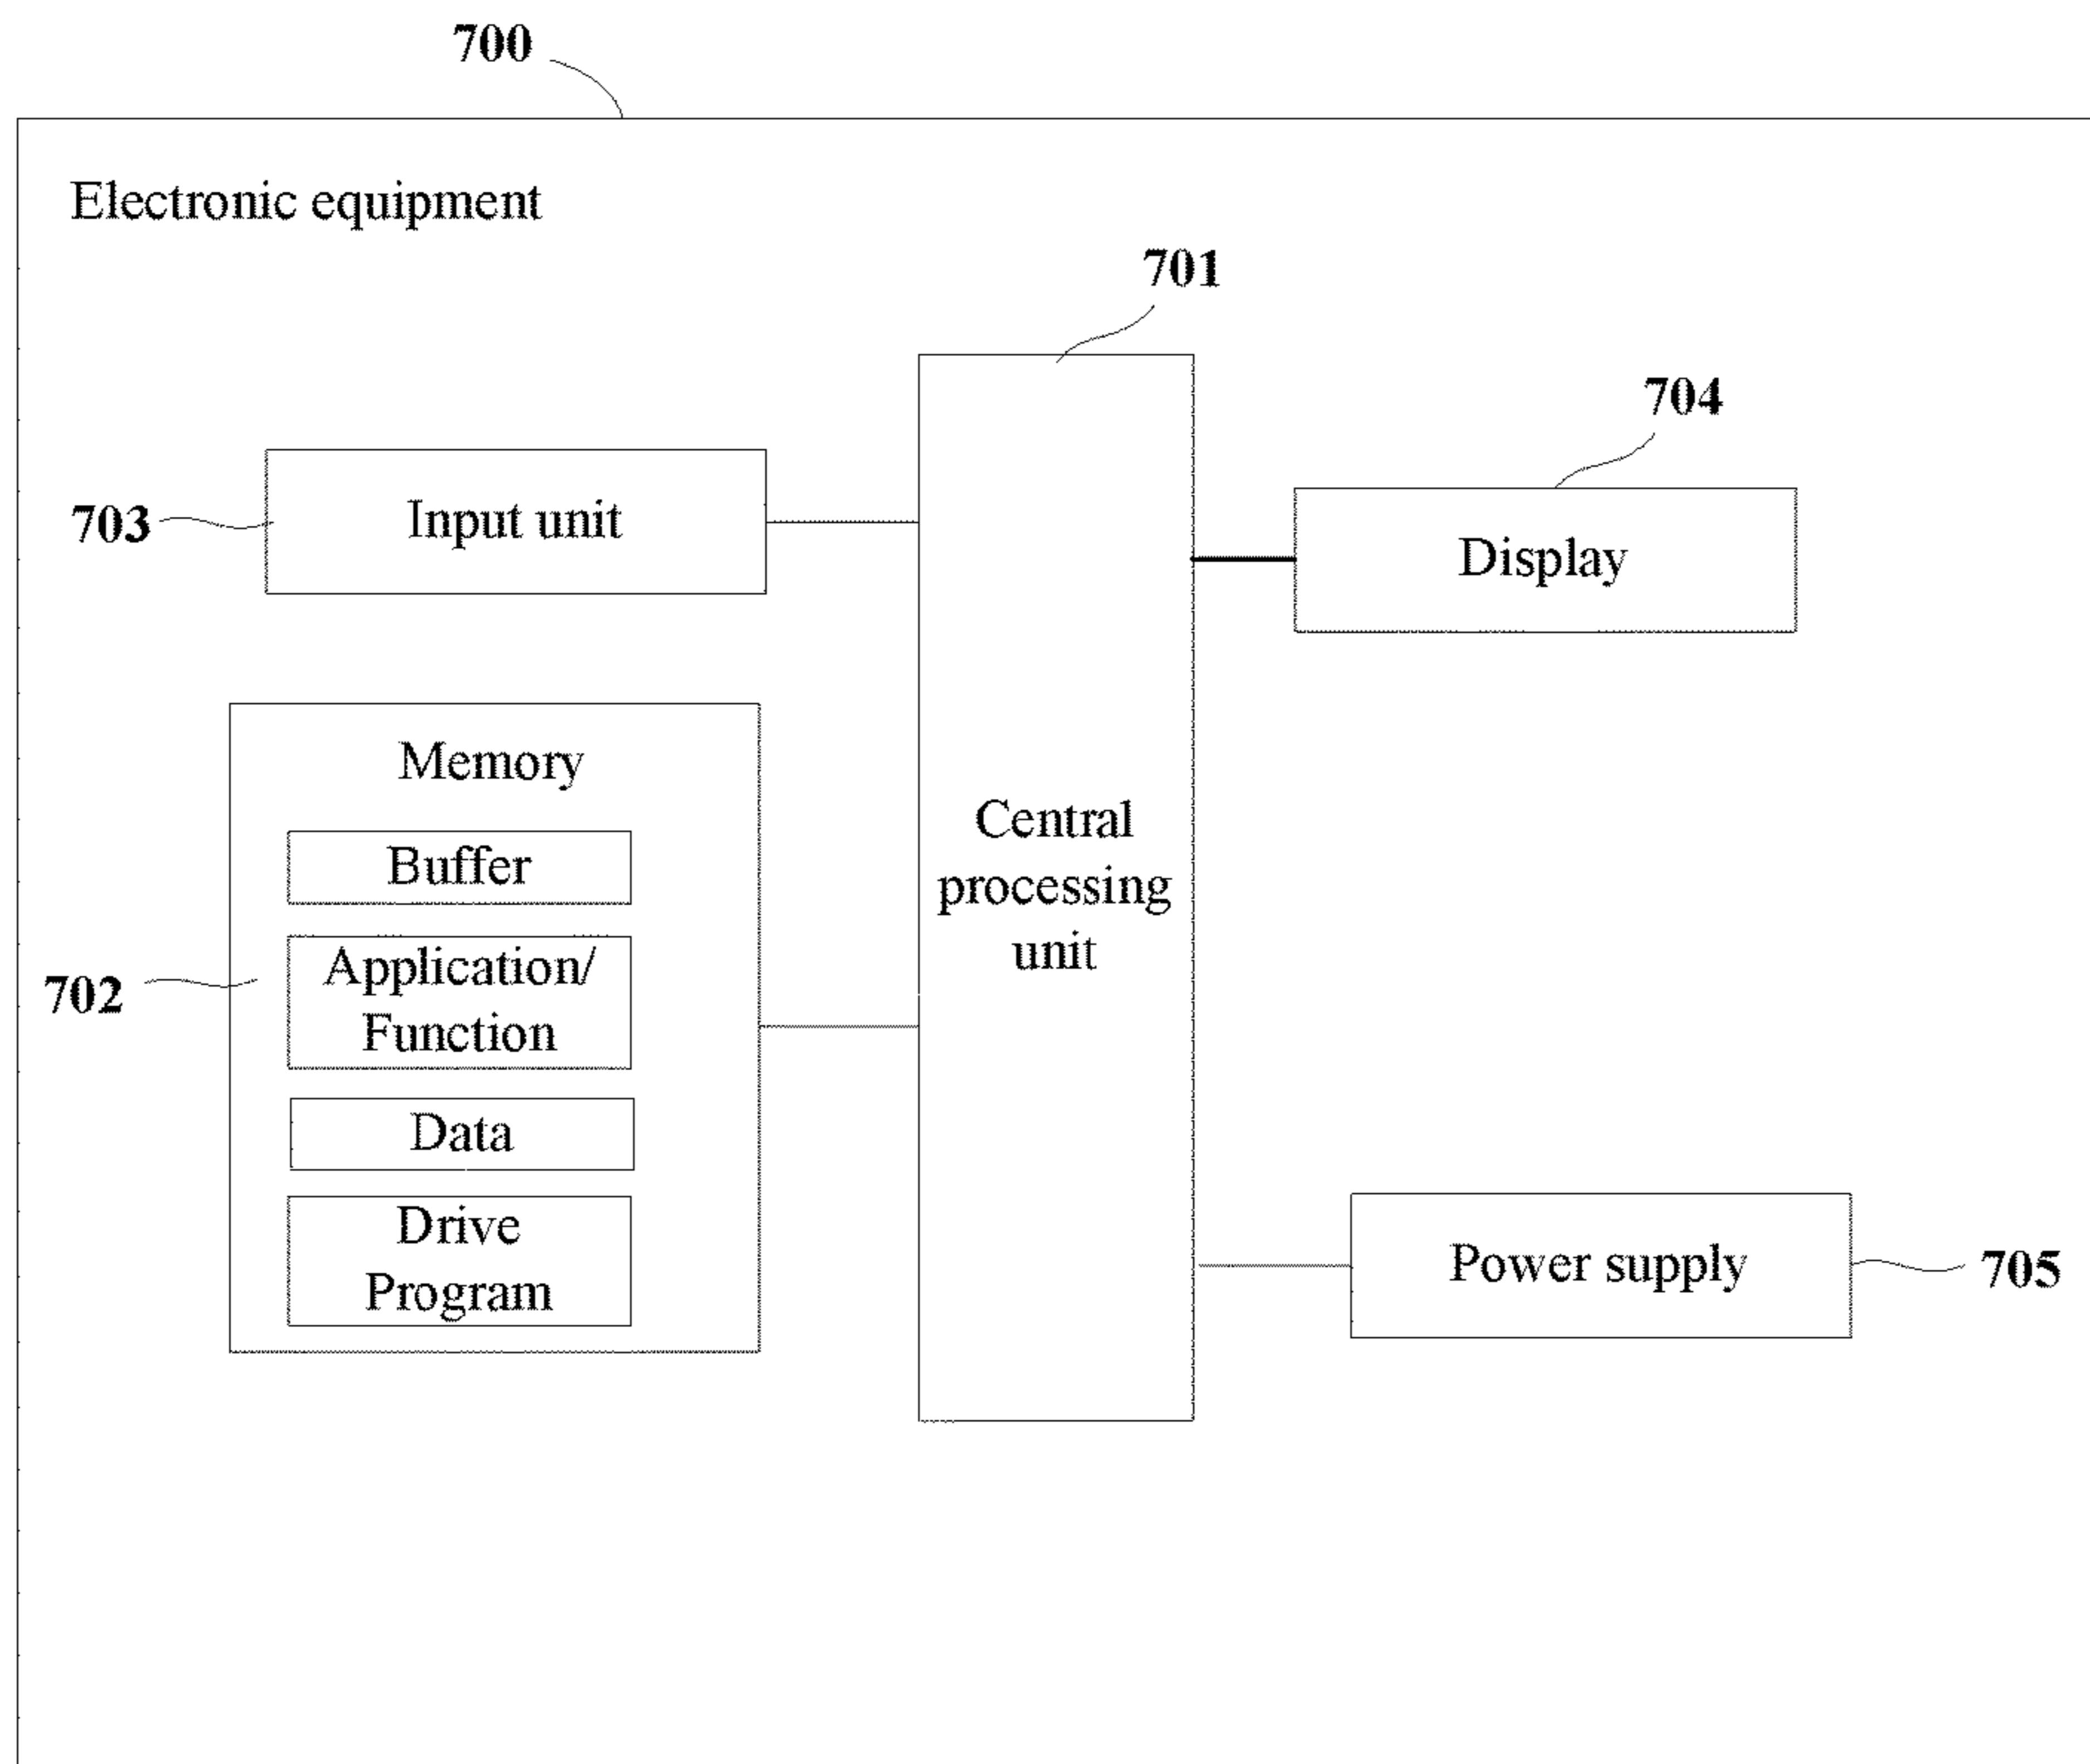 700
Electronic equipment
701
704
703
Input unit
Display
Memory
Buffer
Application/
Function
702
Data
Drive
Program
Central
processing
unit
Power supply
705